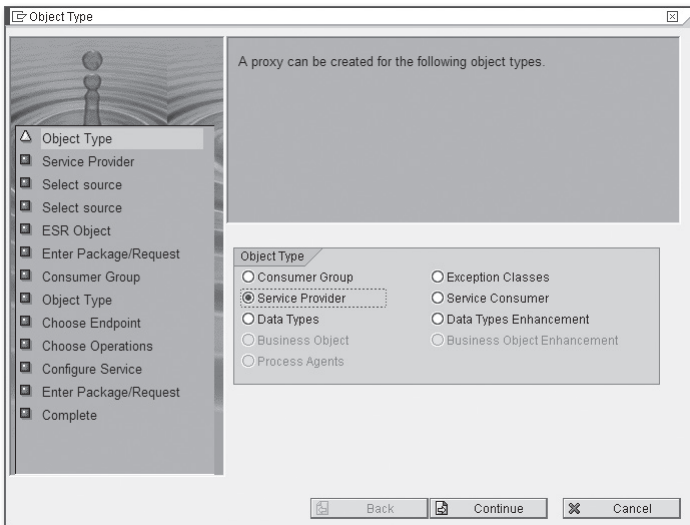 Object Type
A proxy can be created for the following object types.
Object Type
Service Provider
Select source
Select source
ESR Object
Enter Package/Request
Consumer Group
Object Type
Choose Endpoint
Choose Operations
Configure Service
Enter Package/Request
Complete
Object Type
Consumer Group
Exception Classes
Service Provider
Service Consumer
Data Types
Data Types Enhancement
Business Object
Business Object Enhancement
Process Agents
Back
Continue
Cancel